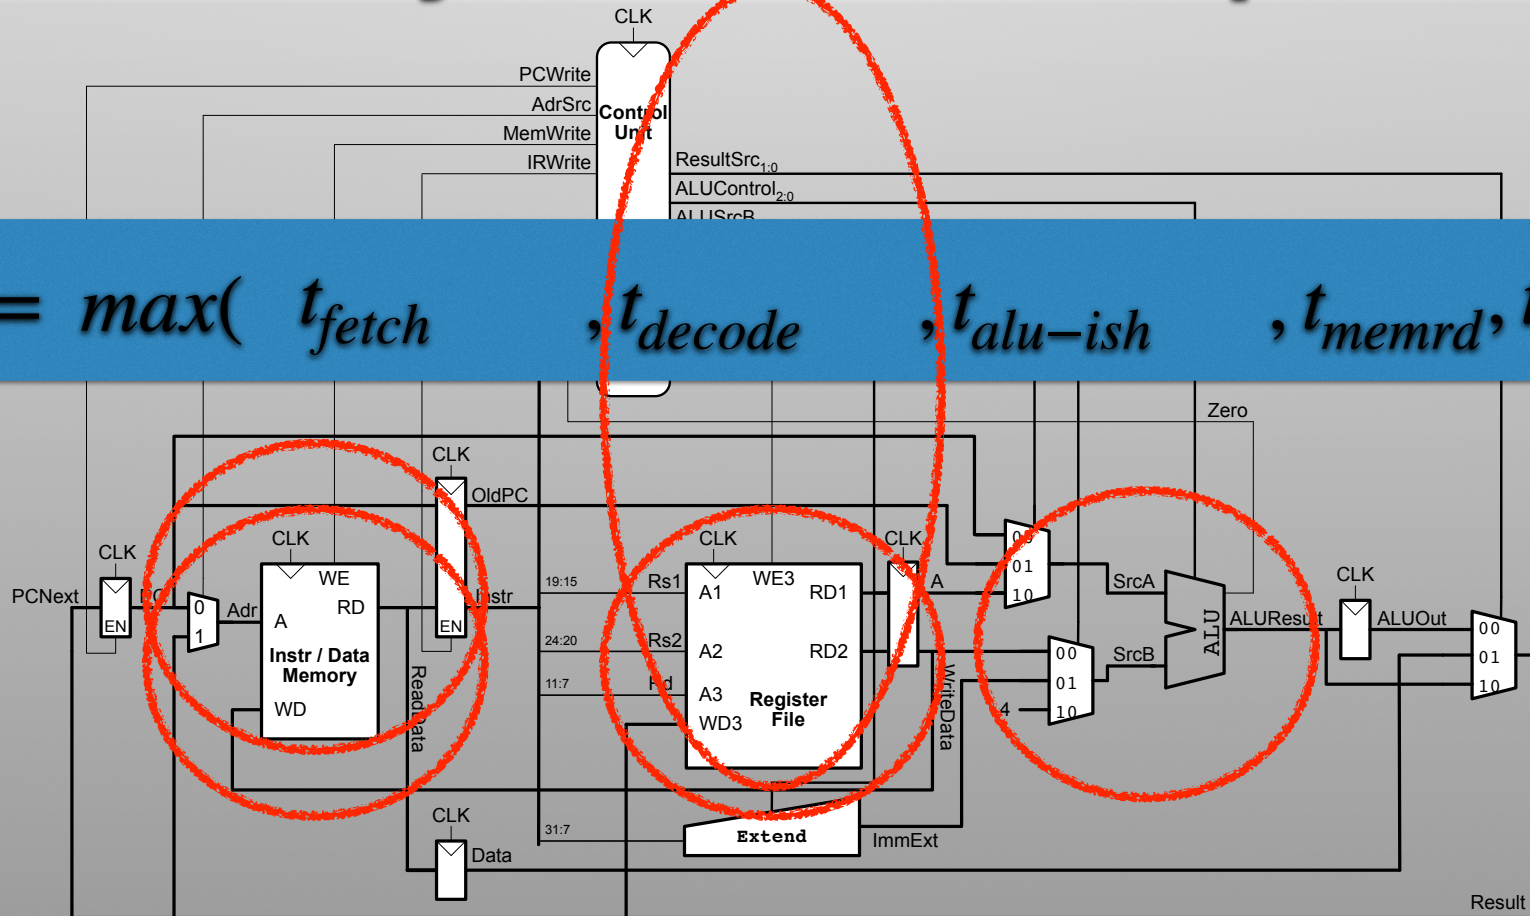 CLK
PCWrite
AdrSrc
Control
Unit
MemWrite
IRWrite
ResultSrc1:0
ALUControl2:0
ALUSrcB
= max( tfetch , tdecode , talu−ish , tmemrd, t
Zero
CLK
OldPC
CLK
CLK
CLK
CLK
CLK
PCNext
EN
0
1
Adr
WE
A
RD
Instr / Data
Memory
WD
EN
Instr
ReadData
19:15
Rs1
24:20
Rs2
11:7
Rd
A1
WE3
RD1
A2
RD2
A3
WD3
Register
File
A
WriteData
00
01
10
00
01
10
4
SrcA
SrcB
ALU
ALUResult
ALUOut
00
01
10
CLK
Data
31:7
Extend
ImmExt
Result